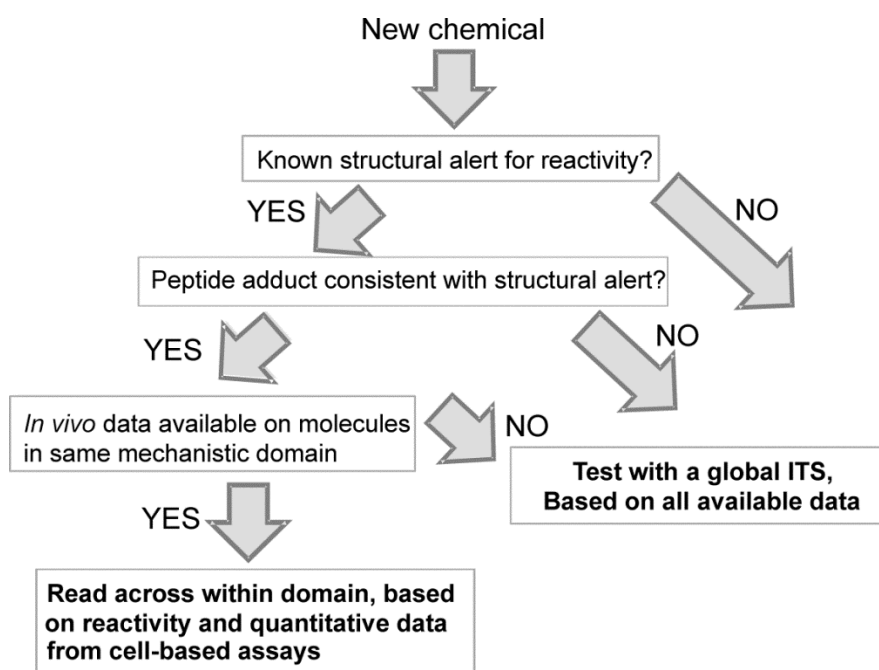 New chemical
Known structural alert for reactivity?
YES
NO
Peptide adduct consistent with structural alert?
YES
NO
In vivo data available on molecules
in same mechanistic domain
NO
Test with a global ITS,
Based on all available data
YES
Read across within domain, based
on reactivity and quantitative data
from cell-based assays